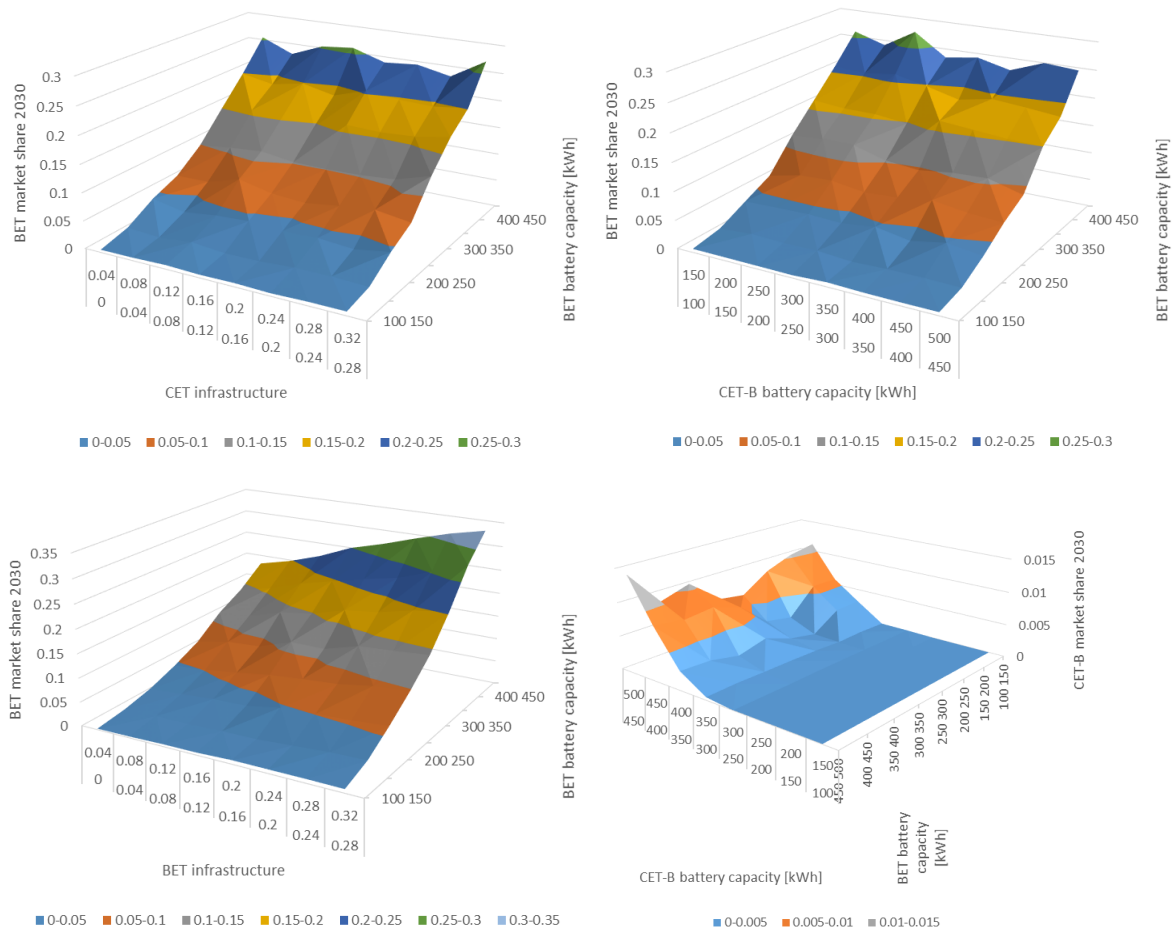 BET market share 2030
0.3
0.25
0.2
0.15
0.1
0.05
0
0.04 0.08 0.12 0.16 0.2 0.24 0.28 0.32
0 0.04 0.08 0.12 0.16 0.2 0.24 0.28
CET infrastructure
100 150
200 250
300 350
400 450
BET battery capacity [kWh]
0-0.05 0.05-0.1 0.1-0.15 0.15-0.2 0.2-0.25 0.25-0.3
BET market share 2030
0.3
0.25
0.2
0.15
0.1
0.05
0
150 200 250 300 350 400 450 500
100 150 200 250 300 350 400 450
CET-B battery capacity [kWh]
100 150
200 250
300 350
400 450
BET battery capacity [kWh]
0-0.05 0.05-0.1 0.1-0.15 0.15-0.2 0.2-0.25 0.25-0.3
BET market share 2030
0.35
0.3
0.25
0.2
0.15
0.1
0.05
0
0.04 0.08 0.12 0.16 0.2 0.24 0.28 0.32
0 0.04 0.08 0.12 0.16 0.2 0.24 0.28
BET infrastructure
100 150
200 250
300 350
400 450
BET battery capacity [kWh]
0-0.05 0.05-0.1 0.1-0.15 0.15-0.2 0.2-0.25 0.25-0.3 0.3-0.35
CET-B market share 2030
0.015
0.01
0.005
0
500 450 400 350 300 250 200 150
450 400 350 300 250 200 150 100
CET-B battery capacity [kWh]
450 500
400 450
350 400
300 350
250 300
200 250
150 200
100 150
BET battery
capacity
[kWh]
0-0.005 0.005-0.01 0.01-0.015